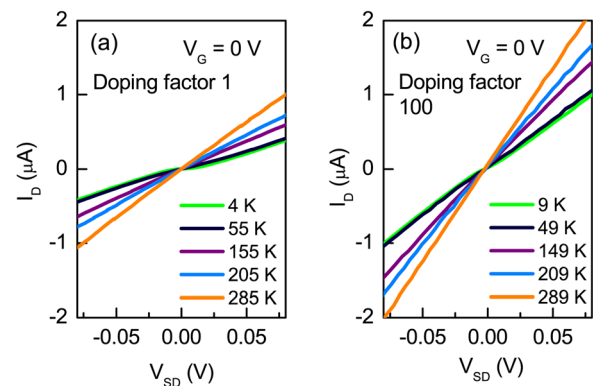 (a)
V_G = 0 V
Doping factor 1
I_D (μA)
2
1
0
-1
-2
4 K
55 K
155 K
205 K
285 K
-0.05
0.00
0.05
V_SD (V)
(b)
V_G = 0 V
Doping factor
100
I_D (μA)
2
1
0
-1
-2
9 K
49 K
149 K
209 K
289 K
-0.05
0.00
0.05
V_SD (V)